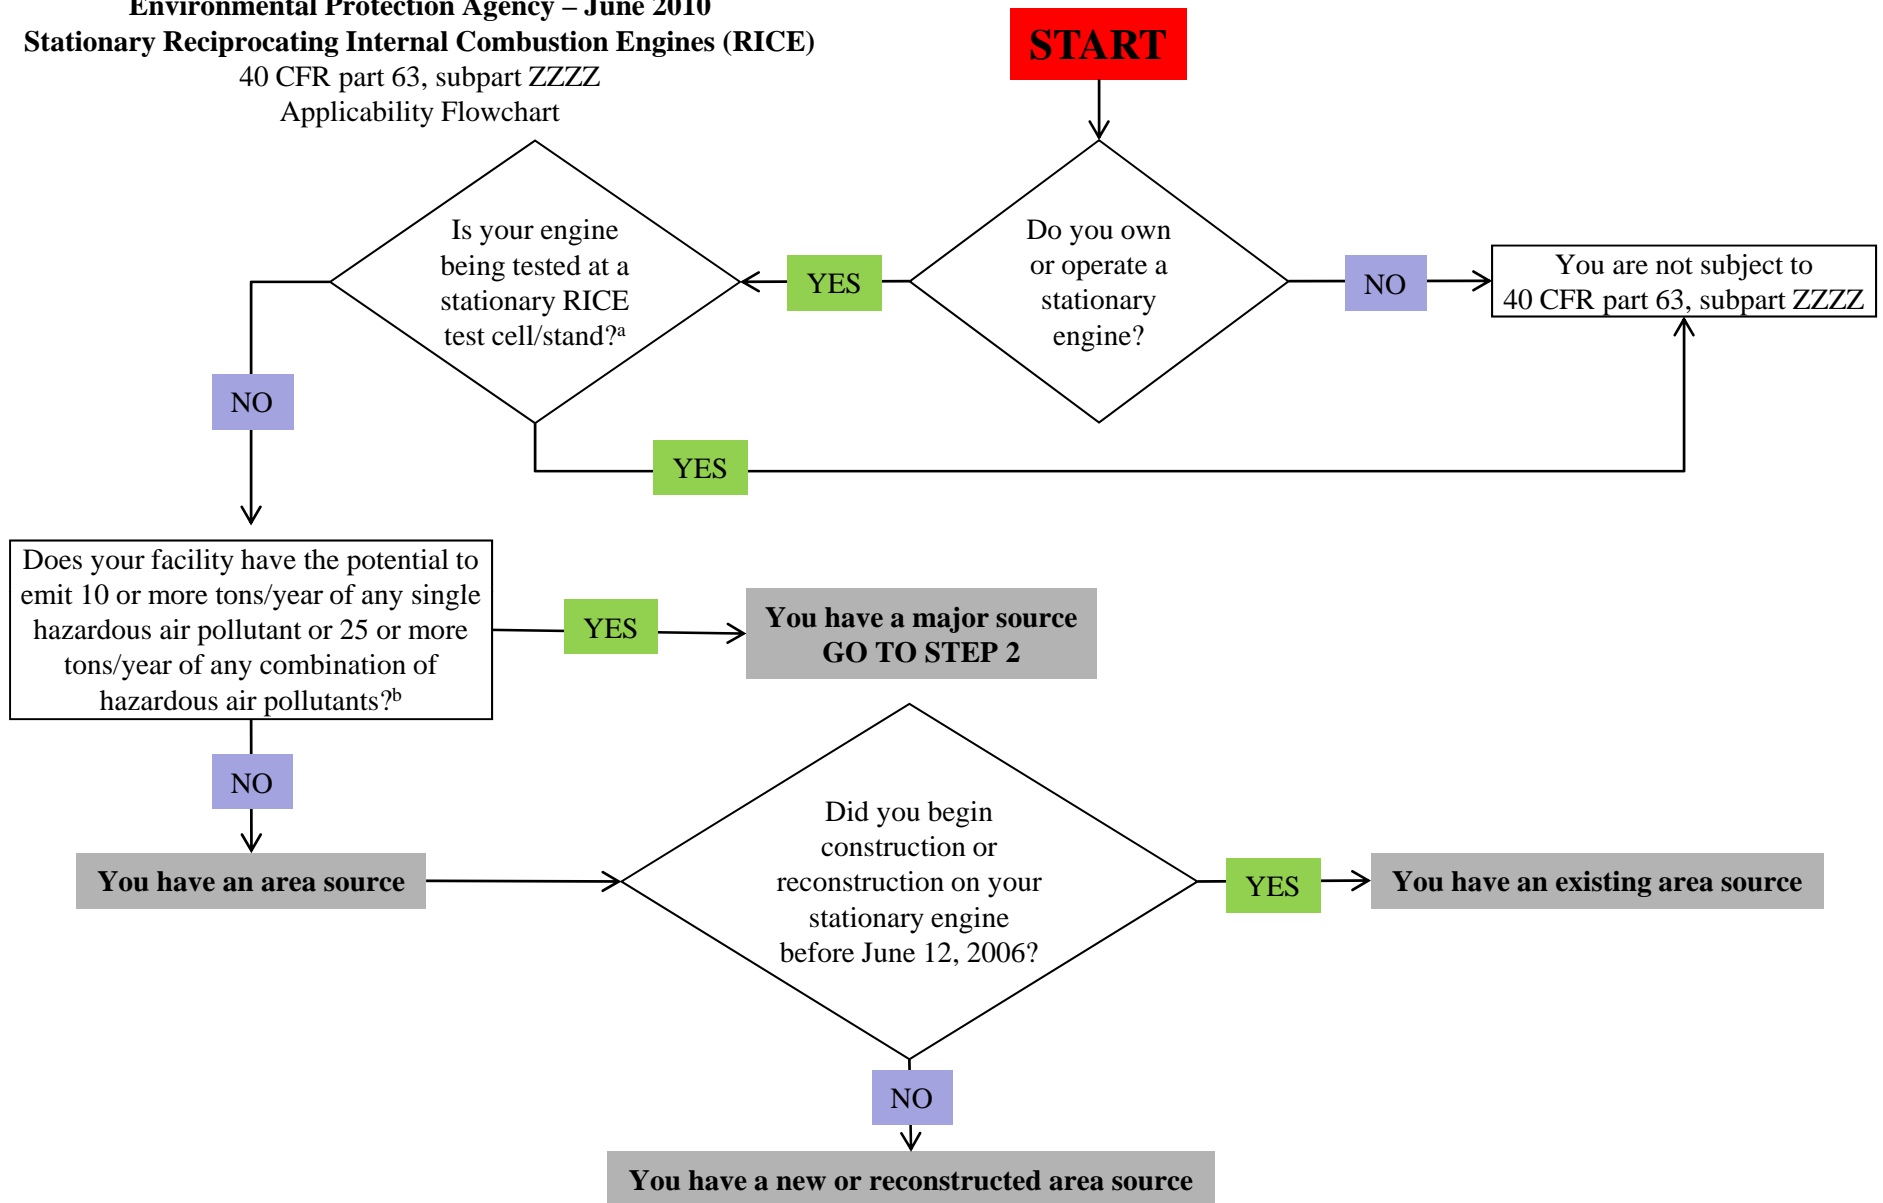 Environmental Protection Agency – June 2010
Stationary Reciprocating Internal Combustion Engines (RICE)
40 CFR part 63, subpart ZZZZ
Applicability Flowchart
START
Do you own
or operate a
stationary
engine?
NO
You are not subject to
40 CFR part 63, subpart ZZZZ
YES
Is your engine
being tested at a
stationary RICE
test cell/stand?ᵃ
YES
NO
Does your facility have the potential to
emit 10 or more tons/year of any single
hazardous air pollutant or 25 or more
tons/year of any combination of
hazardous air pollutants?ᵇ
YES
You have a major source
GO TO STEP 2
NO
You have an area source
Did you begin
construction or
reconstruction on your
stationary engine
before June 12, 2006?
YES
You have an existing area source
NO
You have a new or reconstructed area source